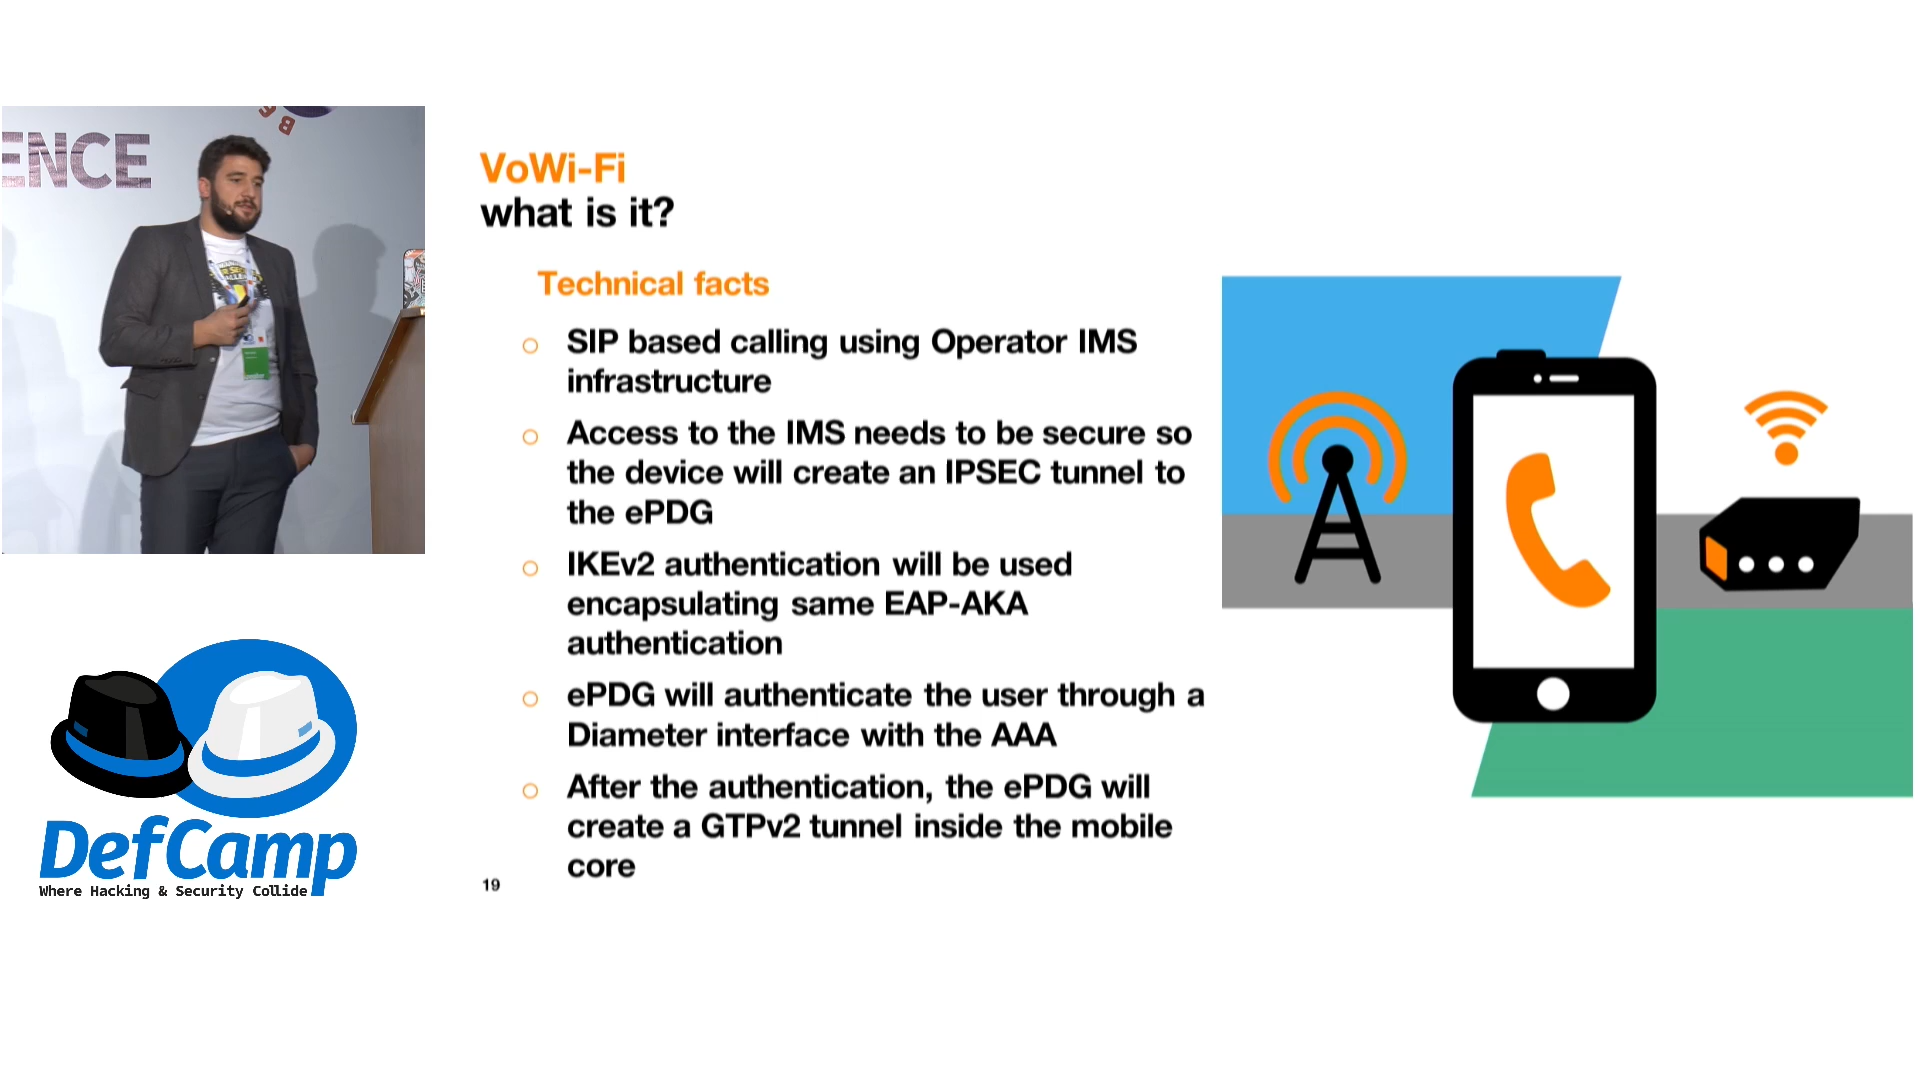 ENCE
VoWi-Fi
what is it?
Technical facts
SIP based calling using Operator IMS
infrastructure
Access to the IMS needs to be secure so
the device will create an IPSEC tunnel to
the ePDG
IKEv2 authentication will be used
encapsulating same EAP-AKA
authentication
ePDG will authenticate the user through a
Diameter interface with the AAA
After the authentication, the ePDG will
create a GTPv2 tunnel inside the mobile
core
19
DefCamp
Where Hacking & Security Collide